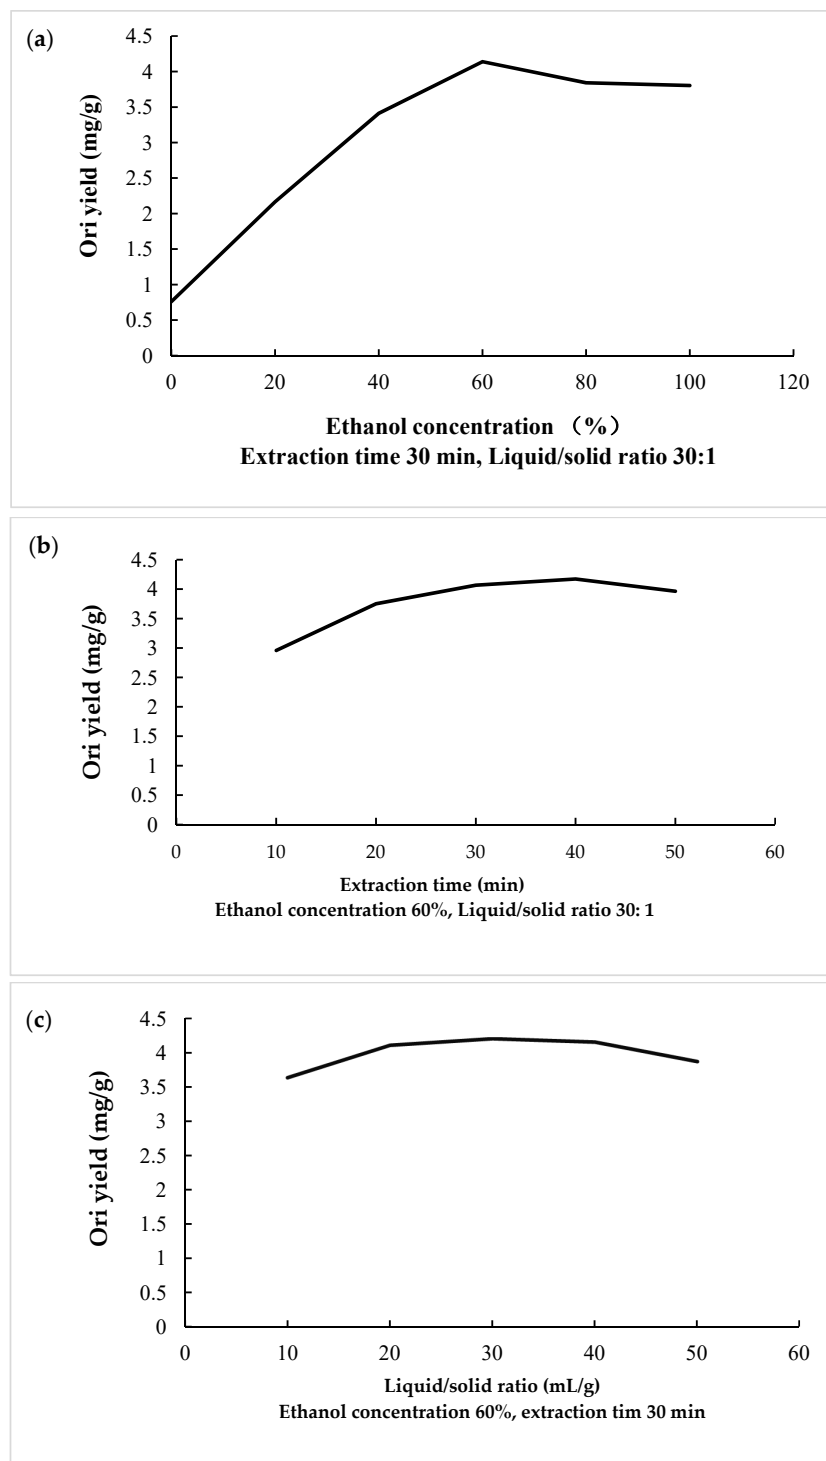 (a)
Ori yield (mg/g)
4.5
4
3.5
3
2.5
2
1.5
1
0.5
0
0 20 40 60 80 100 120
Ethanol concentration （%）
Extraction time 30 min, Liquid/solid ratio 30:1
(b)
Ori yield (mg/g)
4.5
4
3.5
3
2.5
2
1.5
1
0.5
0
0 10 20 30 40 50 60
Extraction time (min)
Ethanol concentration 60%, Liquid/solid ratio 30: 1
(c)
Ori yield (mg/g)
4.5
4
3.5
3
2.5
2
1.5
1
0.5
0
0 10 20 30 40 50 60
Liquid/solid ratio (mL/g)
Ethanol concentration 60%, extraction tim 30 min